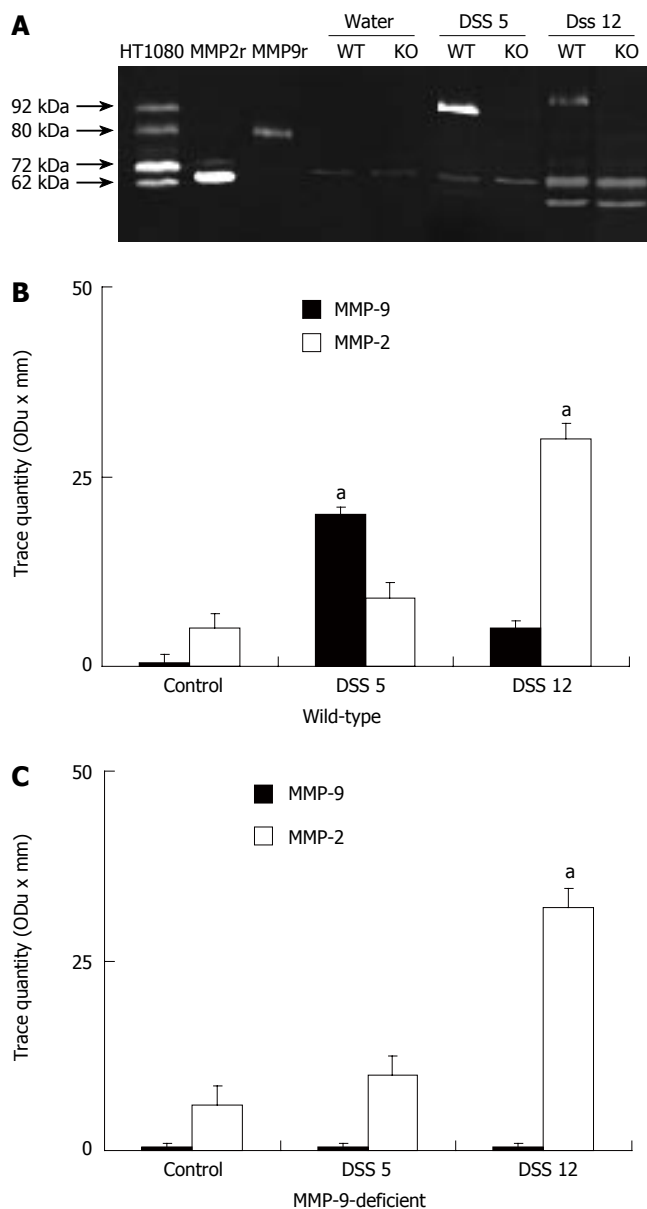 A
Water DSS 5 Dss 12
HT1080 MMP2r MMP9r WT KO WT KO WT KO
92 kDa
80 kDa
72 kDa
62 kDa
B
50
MMP-9
MMP-2
a
a
25
Trace quantity (ODu x mm)
0
Control DSS 5 DSS 12
Wild-type
C
50
MMP-9
MMP-2
a
25
Trace quantity (ODu x mm)
0
Control DSS 5 DSS 12
MMP-9-deficient